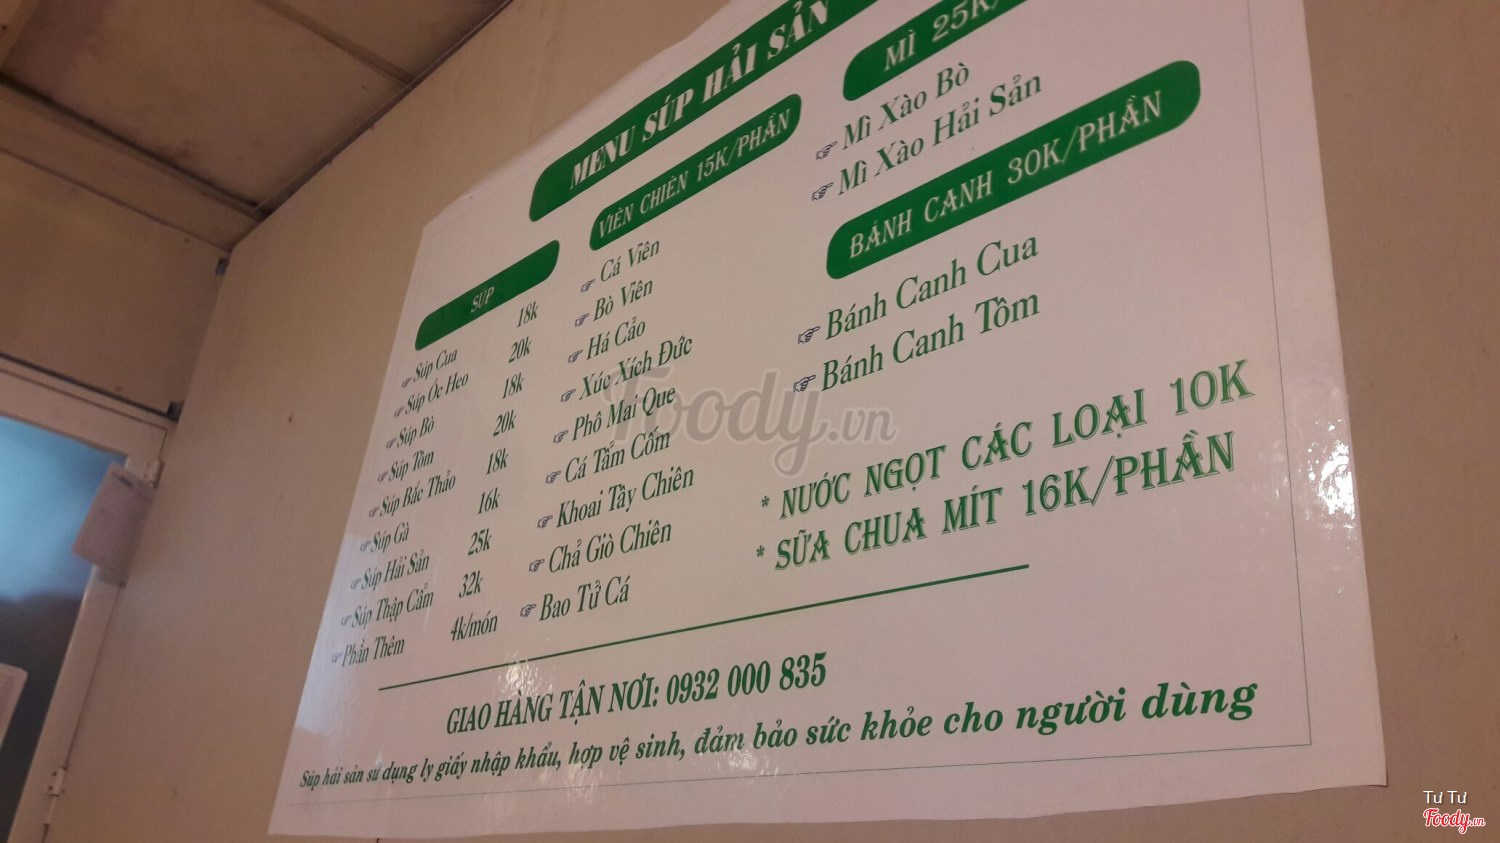 MENU SÚP HẢI SẢN
SÚP
Súp Cua 18k
Súp Óc Heo 20k
Súp Bò 18k
Súp Tôm 20k
Súp Bắc Thảo 18k
Súp Gà 16k
Súp Hải Sản 25k
Súp Thập Cẩm 32k
Phần Thêm 4k/món
VIÊN CHIÊN 15K/PHẦN
Cá Viên
Bò Viên
Há Cảo
Xúc Xích Đức
Phô Mai Que
Cá Tẩm Cốm
Khoai Tây Chiên
Chả Giò Chiên
Bao Tử Cá
MÌ 25K/
Mì Xào Bò
Mì Xào Hải Sản
BÁNH CANH 30K/PHẦN
Bánh Canh Cua
Bánh Canh Tôm
* NƯỚC NGỌT CÁC LOẠI 10K
* SỮA CHUA MÍT 16K/PHẦN
GIAO HÀNG TẬN NƠI: 0932 000 835
Súp hải sản sử dụng ly giấy nhập khẩu, hợp vệ sinh, đảm bảo sức khỏe cho người dùng
Foody.vn
Tư Tư
Foody.vn